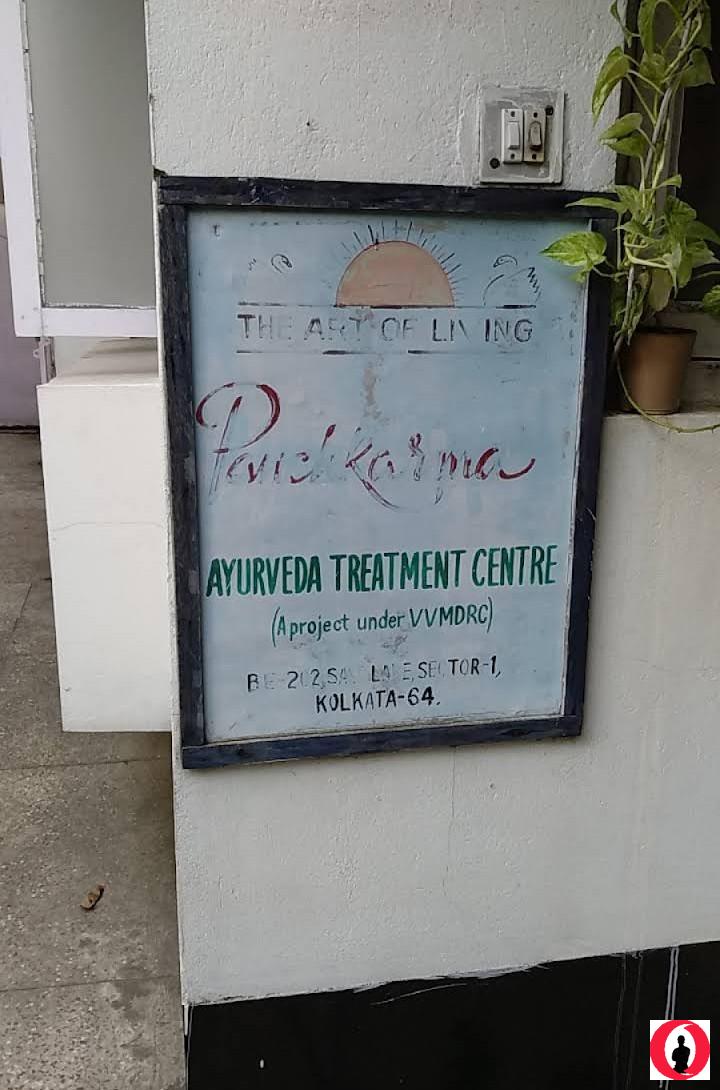 THE ART OF LIVING
Panchkarma
AYURVEDA TREATMENT CENTRE
(A project under VVMDRC)
BE-202, SALT LAKE, SECTOR-1,
KOLKATA-64.